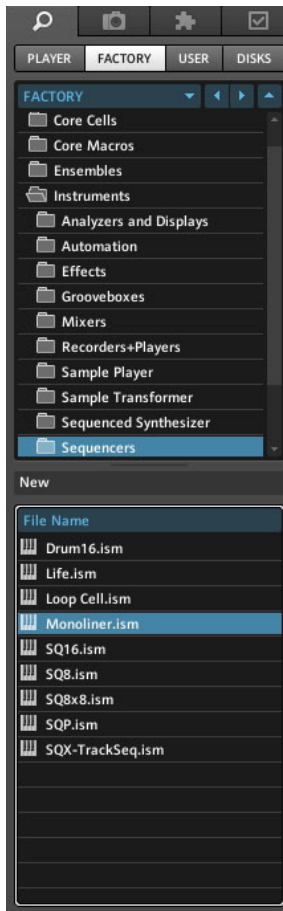 PLAYER FACTORY USER DISKS
FACTORY
Core Cells
Core Macros
Ensembles
Instruments
Analyzers and Displays
Automation
Effects
Grooveboxes
Mixers
Recorders+Players
Sample Player
Sample Transformer
Sequenced Synthesizer
Sequencers
New
File Name
Drum16.ism
Life.ism
Loop Cell.ism
Monoliner.ism
SQ16.ism
SQ8.ism
SQ8x8.ism
SQP.ism
SQX-TrackSeq.ism